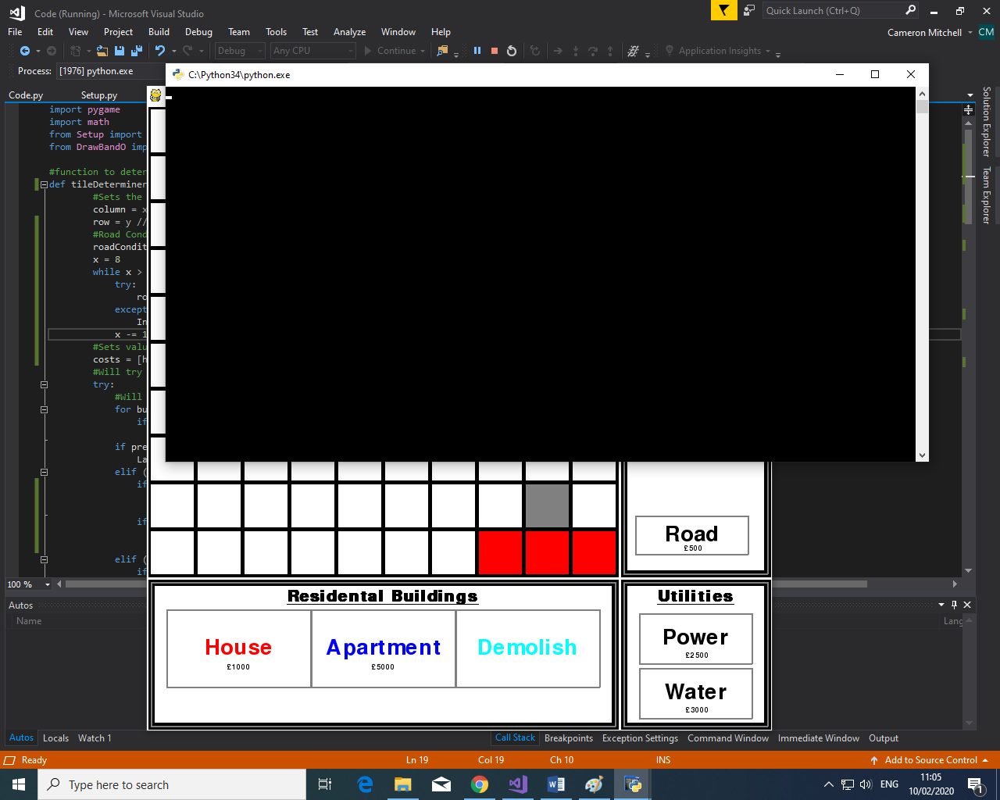 Code (Running) - Microsoft Visual Studio
Quick Launch (Ctrl+Q)
File Edit View Project Build Debug Team Tools Test Analyze Window Help
Cameron Mitchell CM
Debug Any CPU Continue Application Insights
Process: [1976] python.exe
C:\Python34\python.exe
Code.py Setup.py
Solution Explorer
Team Explorer
import pygame
import math
from Setup import
from DrawBandO imp
#function to deter
def tileDeterminer
#Sets the
column = x
row = y //
#Road Cond
roadCondit
x = 8
while x >
try:
ro
except
In
x -= 1
#Sets valu
costs = [h
#Will try
try:
#Will
for bu
if
if pre
La
elif (
if
if
elif (
if
100 %
Road
£500
Autos
Name
Lang
Residental Buildings
House
£1000
Apartment
£5000
Demolish
Utilities
Power
£2500
Water
£3000
Autos Locals Watch 1
Call Stack Breakpoints Exception Settings Command Window Immediate Window Output
Ready Ln 19 Col 19 Ch 10 INS Add to Source Control
Type here to search
ENG
11:05
10/02/2020
1